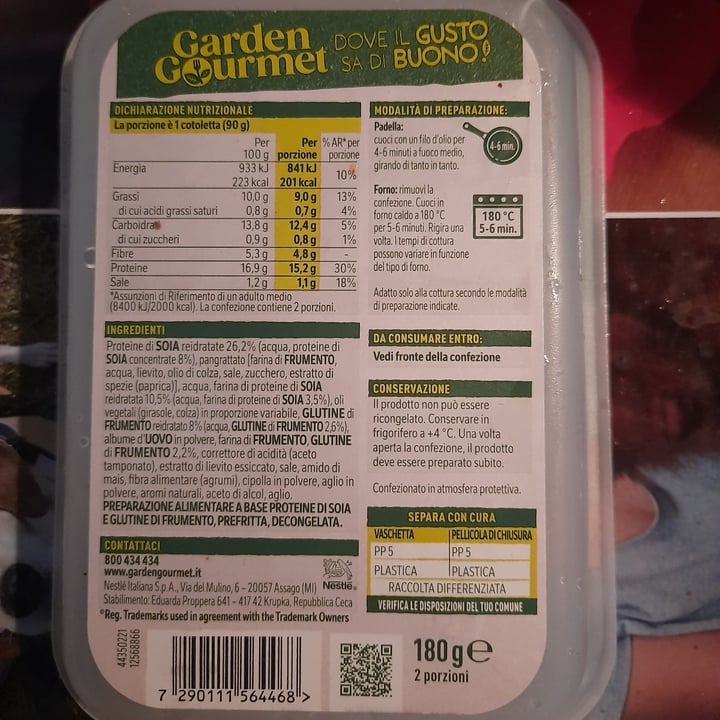 Garden
Gourmet®
DOVE IL GUSTO
SA DI BUONO!
DICHIARAZIONE NUTRIZIONALE
La porzione è 1 cotoletta (90 g)
Per 100 g Per porzione % AR* per porzione
Energia 933 kJ 841 kJ 10%
223 kcal 201 kcal
Grassi 10,0 g 9,0 g 13%
di cui acidi grassi saturi 0,8 g 0,7 g 4%
Carboidrati 13,8 g 12,4 g 5%
di cui zuccheri 0,9 g 0,8 g 1%
Fibre 5,3 g 4,8 g -
Proteine 16,9 g 15,2 g 30%
Sale 1,2 g 1,1 g 18%
*Assunzioni di Riferimento di un adulto medio
(8400 kJ/2000 kcal). La confezione contiene 2 porzioni.
INGREDIENTI
Proteine di SOIA reidratate 26,2% (acqua, proteine di
SOIA concentrate 8%), pangrattato [farina di FRUMENTO,
acqua, lievito, olio di colza, sale, zucchero, estratto di
spezie (paprica)], acqua, farina di proteine di SOIA
reidratata 10,5% (acqua, farina di proteine di SOIA 3,5%), oli
vegetali (girasole, colza) in proporzione variabile, GLUTINE di
FRUMENTO reidratato 8% (acqua, GLUTINE di FRUMENTO 2,6%),
albume d'UOVO in polvere, farina di FRUMENTO, GLUTINE
di FRUMENTO 2,2%, correttore di acidità (aceto
tamponato), estratto di lievito essiccato, sale, amido di
mais, fibra alimentare (agrumi), cipolla in polvere, aglio in
polvere, aromi naturali, aceto di alcol, aglio.
PREPARAZIONE ALIMENTARE A BASE PROTEINE DI SOIA
E GLUTINE DI FRUMENTO, PREFRITTA, DECONGELATA.
CONTATTACI
800 434 434
www.gardengourmet.it
Nestlé Italiana S.p.A., Via del Mulino, 6 - 20057 Assago (MI)
Stabilimento: Eduarda Proppera 641 - 417 42 Krupka, Repubblica Ceca
®Reg. Trademarks used in agreement with the Trademark Owners
Nestlé®
44350221
12568866
7 290111 564468 >
MODALITÀ DI PREPARAZIONE:
Padella:
cuoci con un filo d'olio per
4-6 minuti a fuoco medio,
girando di tanto in tanto.
4-6 min.
Forno: rimuovi la
confezione. Cuoci in
forno caldo a 180 °C
per 5-6 minuti. Rigira una
volta. I tempi di cottura
possono variare in funzione
del tipo di forno.
180 °C
5-6 min.
Adatto solo alla cottura secondo le modalità
di preparazione indicate.
DA CONSUMARE ENTRO:
Vedi fronte della confezione
CONSERVAZIONE
Il prodotto non può essere
ricongelato. Conservare in
frigorifero a +4 °C. Una volta
aperta la confezione, il prodotto
deve essere preparato subito.
Confezionato in atmosfera protettiva.
SEPARA CON CURA
VASCHETTA PELLICOLA DI CHIUSURA
PP 5 PP 5
PLASTICA PLASTICA
RACCOLTA DIFFERENZIATA
VERIFICA LE DISPOSIZIONI DEL TUO COMUNE
180 g e
2 porzioni